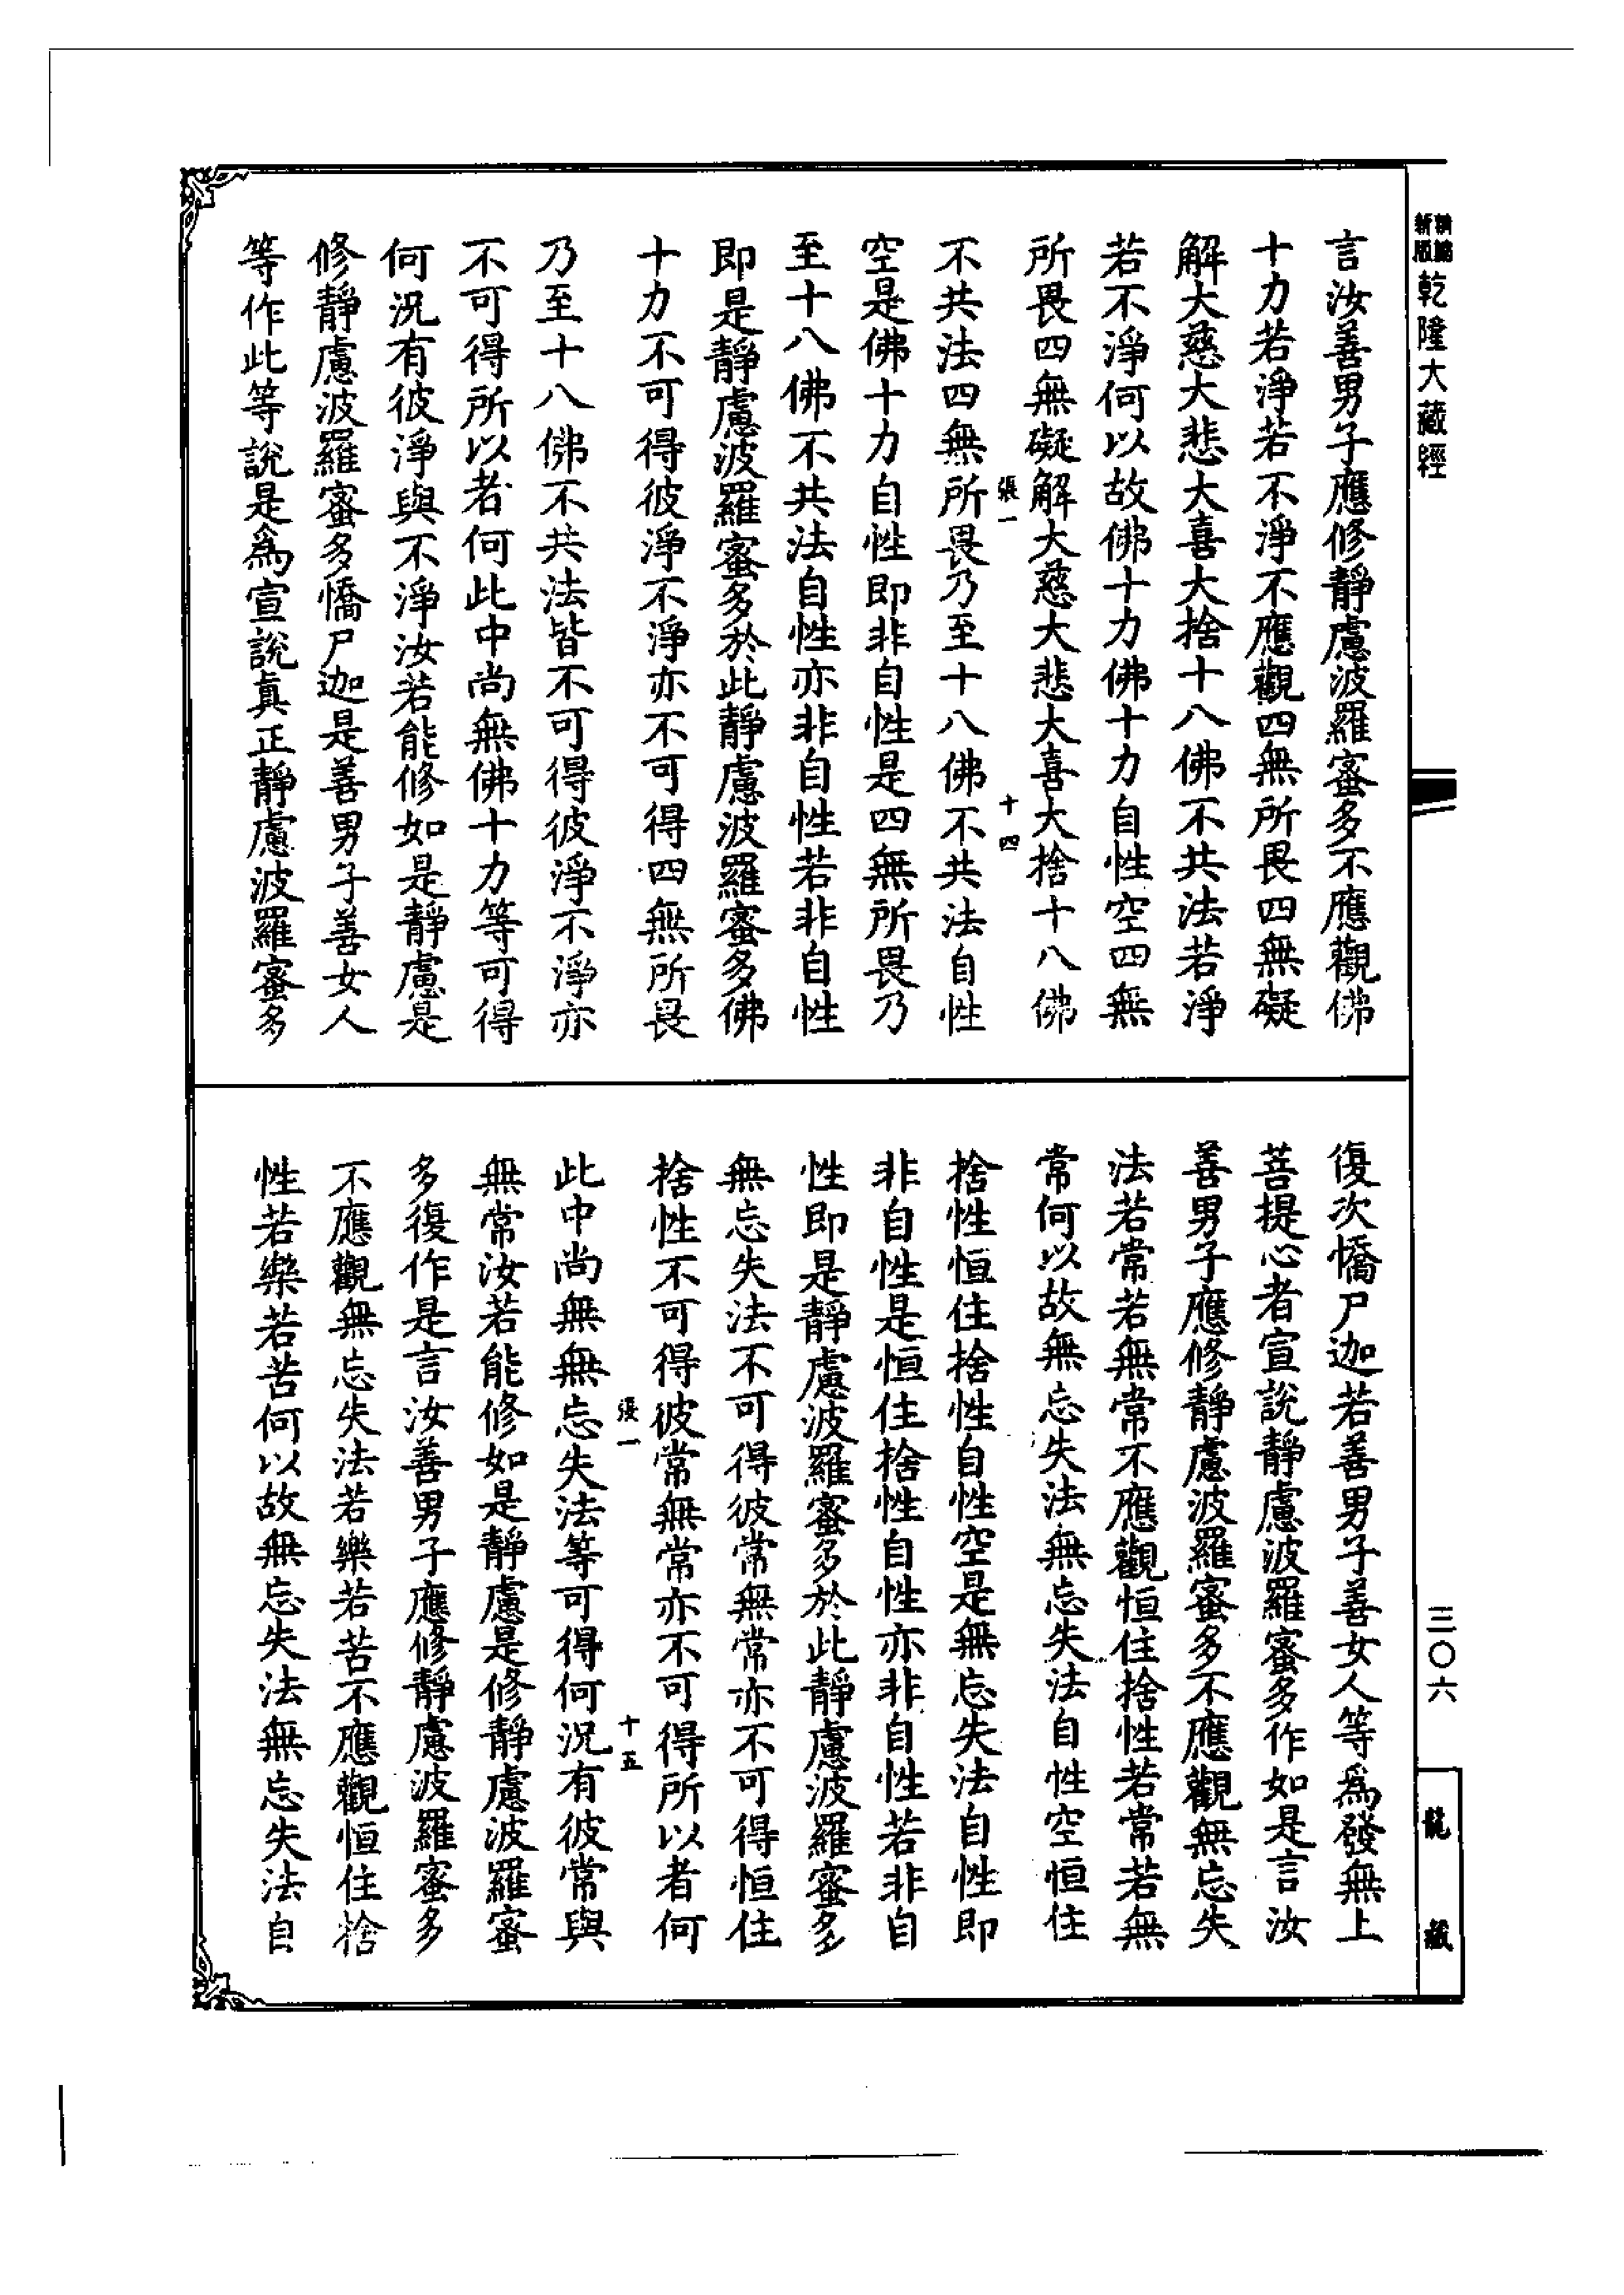 新編
新版
乾隆大藏經
言汝善男子應修靜慮波羅蜜多不應觀佛
十力若淨若不淨不應觀四無所畏四無礙
解大慈大悲大喜大捨十八佛不共法若淨
若不淨何以故佛十力佛十力自性空四無
所畏四無礙解大慈大悲大喜大捨十八佛
張一 十四
不共法四無所畏乃至十八佛不共法自性
空是佛十力自性即非自性是四無所畏乃
至十八佛不共法自性亦非自性若非自性
即是靜慮波羅蜜多於此靜慮波羅蜜多佛
十力不可得彼淨不淨亦不可得四無所畏
乃至十八佛不共法皆不可得彼淨不淨亦
不可得所以者何此中尚無佛十力等可得
何況有彼淨與不淨汝若能修如是靜慮是
修靜慮波羅蜜多憍尸迦是善男子善女人
等作此等說是為宣說真正靜慮波羅蜜多
復次憍尸迦若善男子善女人等為發無上
菩提心者宣說靜慮波羅蜜多作如是言汝
善男子應修靜慮波羅蜜多不應觀無忘失
法若常若無常不應觀恒住捨性若常若無
常何以故無忘失法無忘失法自性空恒住
捨性恒住捨性自性空是無忘失法自性即
非自性是恒住捨性自性亦非自性若非自
性即是靜慮波羅蜜多於此靜慮波羅蜜多
無忘失法不可得彼常無常亦不可得恒住
捨性不可得彼常無常亦不可得所以者何
張一 十五
此中尚無無忘失法等可得何況有彼常與
無常汝若能修如是靜慮是修靜慮波羅蜜
多復作是言汝善男子應修靜慮波羅蜜多
不應觀無忘失法若樂若苦不應觀恒住捨
性若樂若苦何以故無忘失法無忘失法自
三〇六
龍藏